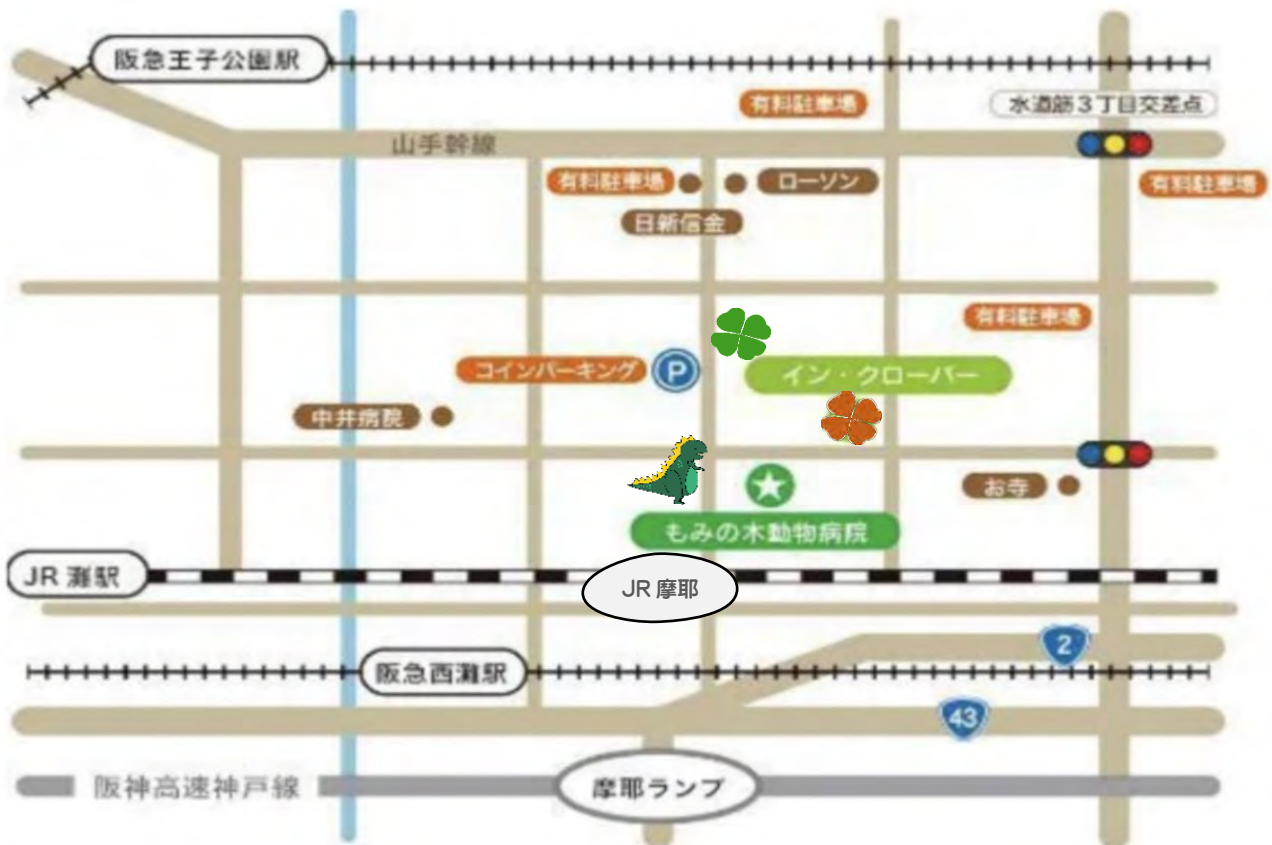 阪急王子公園駅
有料駐車場
水道筋3丁目交差点
山手幹線
有料駐車場
ローソン
有料駐車場
日新信金
有料駐車場
コインパーキング
P
イン・クローバー
中井病院
お寺
もみの木動物病院
JR 灘駅
JR 摩耶
2
阪急西灘駅
43
阪神高速神戸線
摩耶ランプ